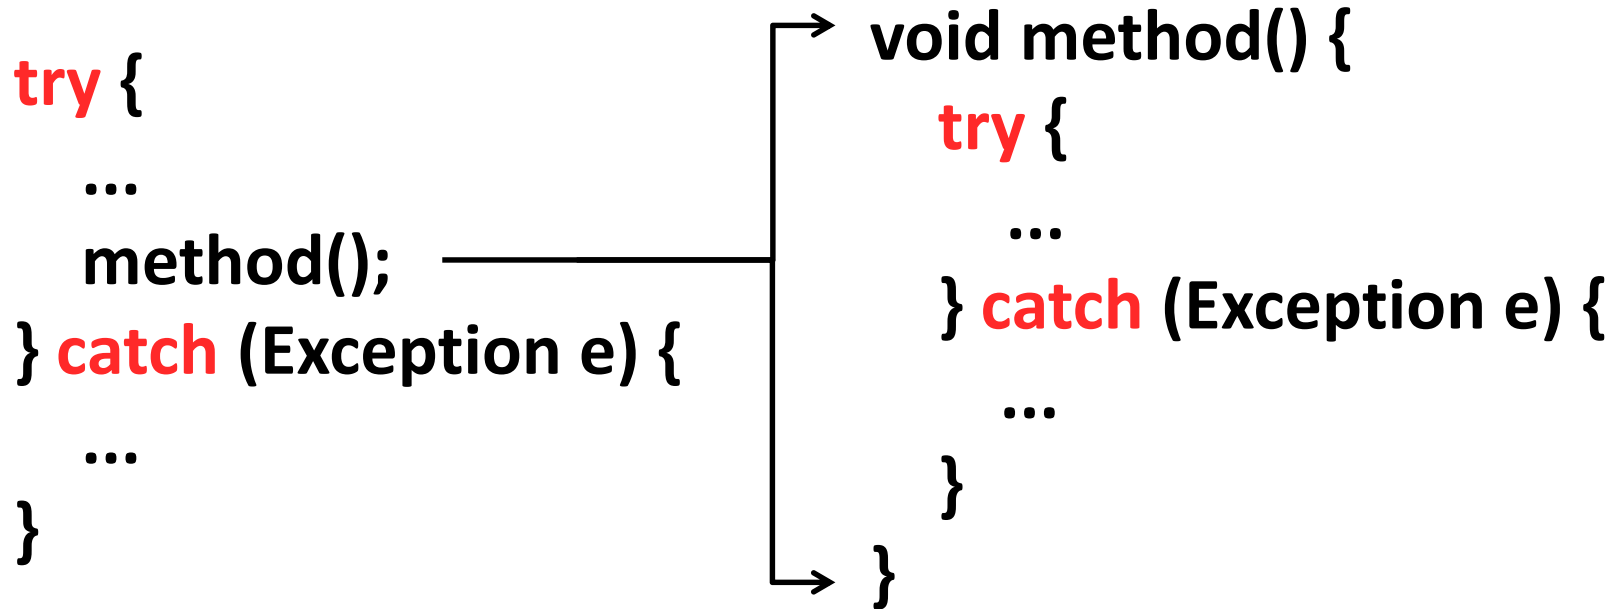 try {
...
method();
} catch (Exception e) {
...
}
void method() {
try {
...
} catch (Exception e) {
...
}
}